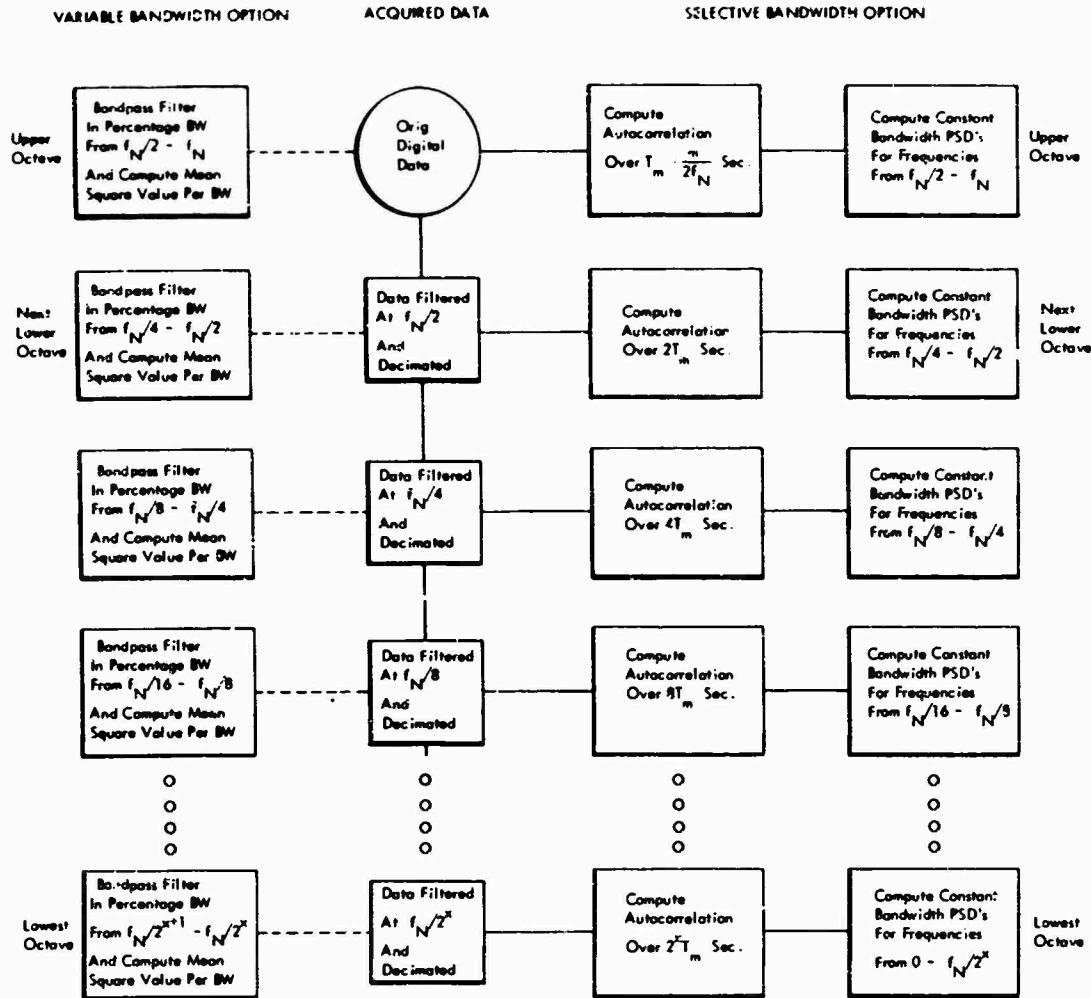 VARIABLE BANDWIDTH OPTION
ACQUIRED DATA
SELECTIVE BANDWIDTH OPTION
Upper
Octave
Bandpass Filter
In Percentage BW
From f_N/2 - f_N
And Compute Mean
Square Value Per BW
Orig
Digital
Data
Compute
Autocorrelation
Over T_m m/2f_N Sec.
Compute Constant
Bandwidth PSD's
For Frequencies
From f_N/2 - f_N
Upper
Octave
Next
Lower
Octave
Bandpass Filter
In Percentage BW
From f_N/4 - f_N/2
And Compute Mean
Square Value Per BW
Data Filtered
At f_N/2
And
Decimated
Compute
Autocorrelation
Over 2T_m Sec.
Compute Constant
Bandwidth PSD's
For Frequencies
From f_N/4 - f_N/2
Next
Lower
Octave
Bandpass Filter
In Percentage BW
From f_N/8 - f_N/4
And Compute Mean
Square Value Per BW
Data Filtered
At f_N/4
And
Decimated
Compute
Autocorrelation
Over 4T_m Sec.
Compute Constant
Bandwidth PSD's
For Frequencies
From f_N/8 - f_N/4
Bandpass Filter
In Percentage BW
From f_N/16 - f_N/8
And Compute Mean
Square Value Per BW
Data Filtered
At f_N/8
And
Decimated
Compute
Autocorrelation
Over 8T_m Sec.
Compute Constant
Bandwidth PSD's
For Frequencies
From f_N/16 - f_N/8
Lowest
Octave
Bandpass Filter
In Percentage BW
From f_N/2^x+1 - f_N/2^x
And Compute Mean
Square Value Per BW
Data Filtered
At f_N/2^x
And
Decimated
Compute
Autocorrelation
Over 2^x T_m Sec.
Compute Constant
Bandwidth PSD's
For Frequencies
From 0 - f_N/2^x
Lowest
Octave